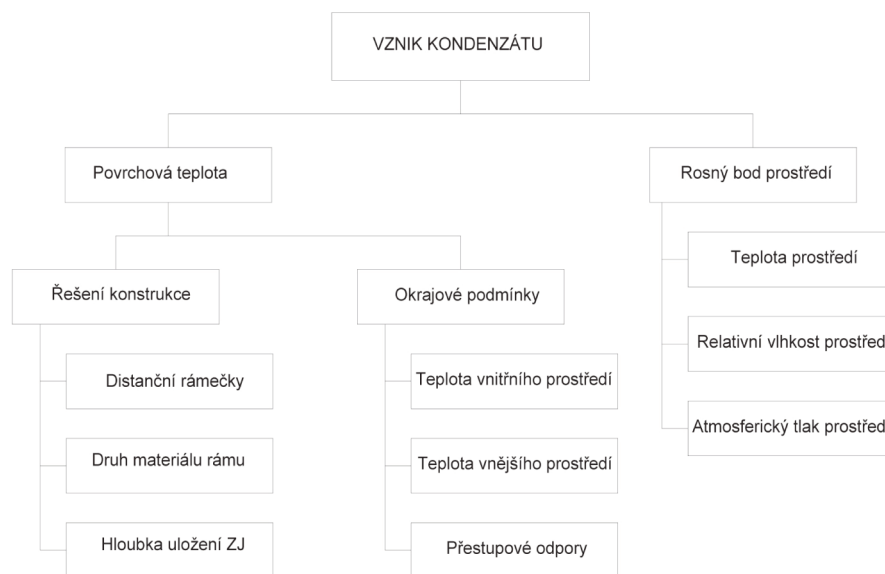 VZNIK KONDENZÁTU
Povrchová teplota
Rosný bod prostředí
Řešení konstrukce
Okrajové podmínky
Teplota prostředí
Relativní vlhkost prostřed
Atmosferický tlak prostřed
Distanční rámečky
Teplota vnitřního prostředí
Druh materiálu rámu
Teplota vnějšího prostředí
Hloubka uložení ZJ
Přestupové odpory